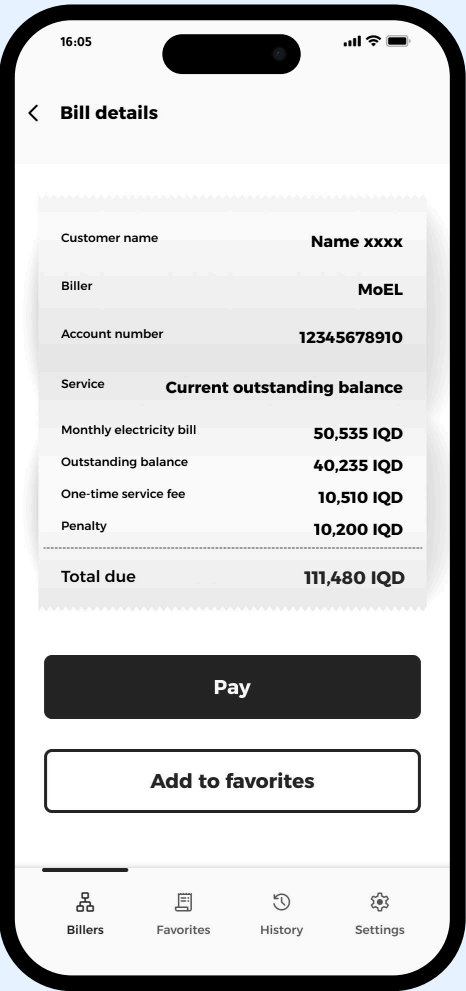 16:05
Bill details
Customer name Name xxxx
Biller MoEL
Account number 12345678910
Service Current outstanding balance
Monthly electricity bill 50,535 IQD
Outstanding balance 40,235 IQD
One-time service fee 10,510 IQD
Penalty 10,200 IQD
Total due 111,480 IQD
Pay
Add to favorites
Billers Favorites History Settings